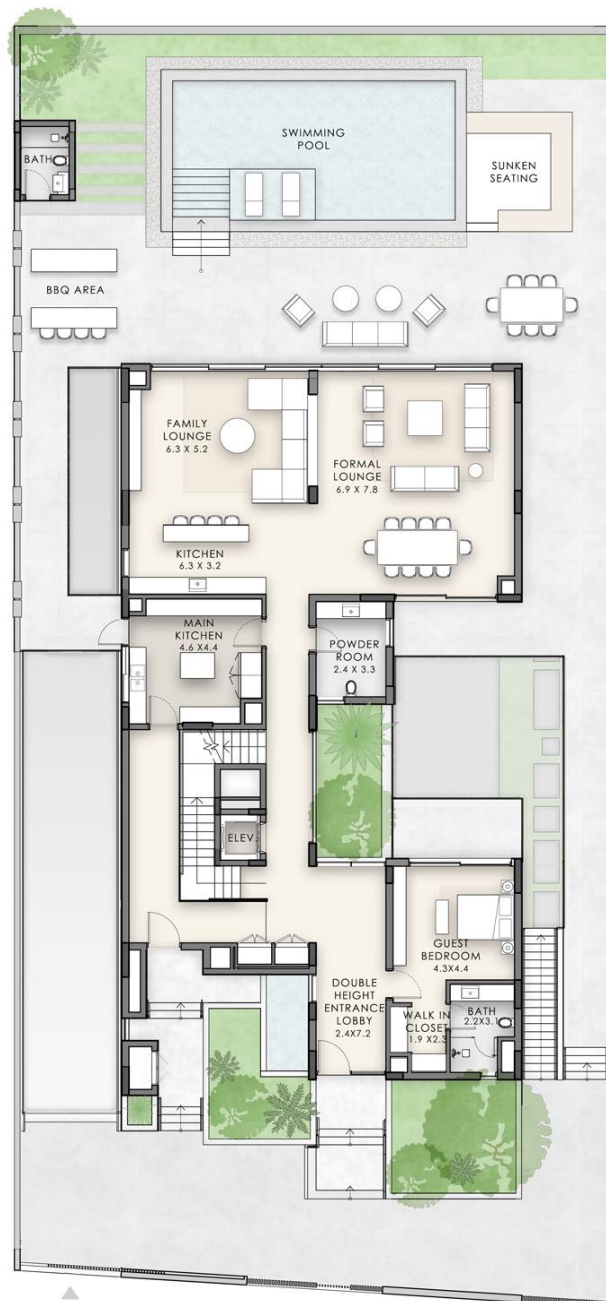 SWIMMING
POOL
BATH
SUNKEN
SEATING
BBQ AREA
FAMILY
LOUNGE
6.3 X 5.2
FORMAL
LOUNGE
6.9 X 7.8
KITCHEN
6.3 X 3.2
MAIN
KITCHEN
4.6 X4.4
POWDER
ROOM
2.4 X 3.3
ELEV
GUEST
BEDROOM
4.3X4.4
DOUBLE
HEIGHT
ENTRANCE
LOBBY
2.4X7.2
WALK IN
CLOSET
1.9 X2.3
BATH
2.2X3.1